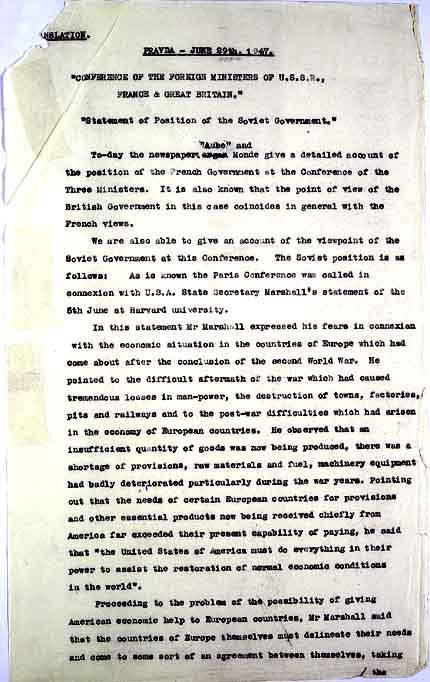 NSLATION.
PRAVDA - JUNE 29th. 1947.
"CONFERENCE OF THE FOREIGN MINISTERS OF U.S.S.R.,
FRANCE & GREAT BRITAIN."
"Statement of Position of the Soviet Government."
"Aube" and
To-day the newspapers Monde give a detailed account of
the position of the French Government at the Conference of the
Three Ministers. It is also known that the point of view of the
British Government in this case coincides in general with the
French views.
We are also able to give an account of the viewpoint of the
Soviet Government at this Conference. The Soviet position is as
follows: As is known the Paris Conference was called in
connexion with U.S.A. State Secretary Marshall's statement of the
5th June at Harvard university.
In this statement Mr Marshall expressed his fears in connexion
with the economic situation in the countries of Europe which had
come about after the conclusion of the second World War. He
pointed to the difficult aftermath of the war which had caused
tremendous losses in man-power, the destruction of towns, factories,
pits and railways and to the post-war difficulties which had arisen
in the economy of European countries. He observed that an
insufficient quantity of goods was now being produced, there was a
shortage of provisions, raw materials and fuel, machinery equipment
had badly deteriorated particularly during the war years. Pointing
out that the needs of certain European countries for provisions
and other essential products now being received chiefly from
America far exceeded their present capability of paying, he said
that "the United States of America must do everything in their
power to assist the restoration of normal economic conditions
in the world".
Proceeding to the problem of the possibility of giving
American economic help to European countries, Mr Marshall said
that the countries of Europe themselves must delineate their needs
and come to some sort of an agreement between themselves, taking
/ the